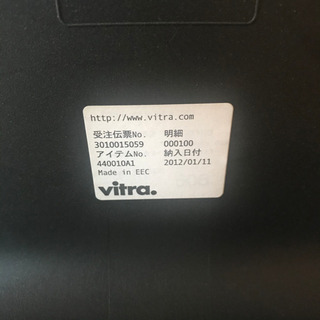 http://www.vitra.com
受注伝票No. 明細
3010015059 000100
アイテムNo. 納入日付
440010A1 2012/01/11
Made in EEC
vitra.